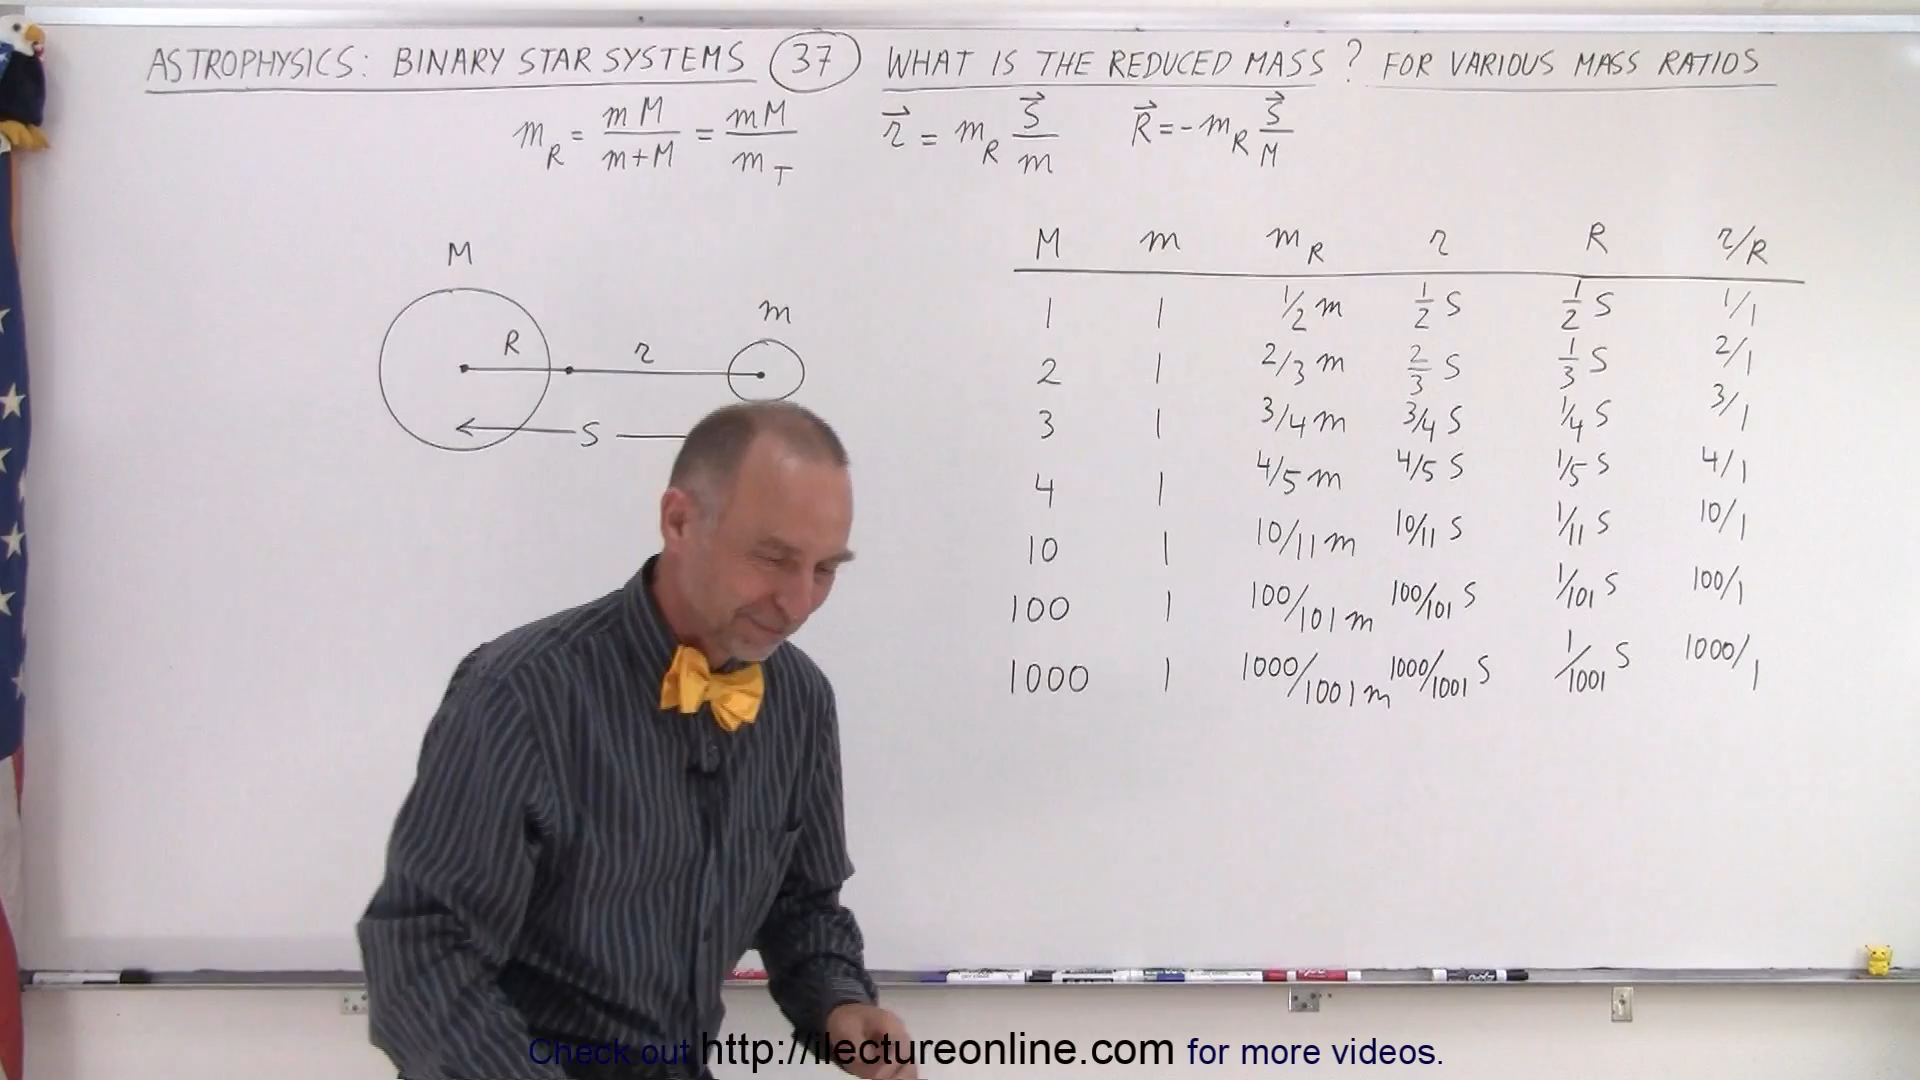 ASTROPHYSICS: BINARY STAR SYSTEMS 37 WHAT IS THE REDUCED MASS? FOR VARIOUS MASS RATIOS
m_R = mM/(m+M) = mM/m_T r⃗ = m_R S⃗/m R⃗ = -m_R S⃗/M
M
m
R r
S
M m m_R r R r/R
1 1 1/2 m 1/2 S 1/2 S 1/1
2 1 2/3 m 2/3 S 1/3 S 2/1
3 1 3/4 m 3/4 S 1/4 S 3/1
4 1 4/5 m 4/5 S 1/5 S 4/1
10 1 10/11 m 10/11 S 1/11 S 10/1
100 1 100/101 m 100/101 S 1/101 S 100/1
1000 1 1000/1001 m 1000/1001 S 1/1001 S 1000/1
Check out http://ilectureonline.com for more videos.